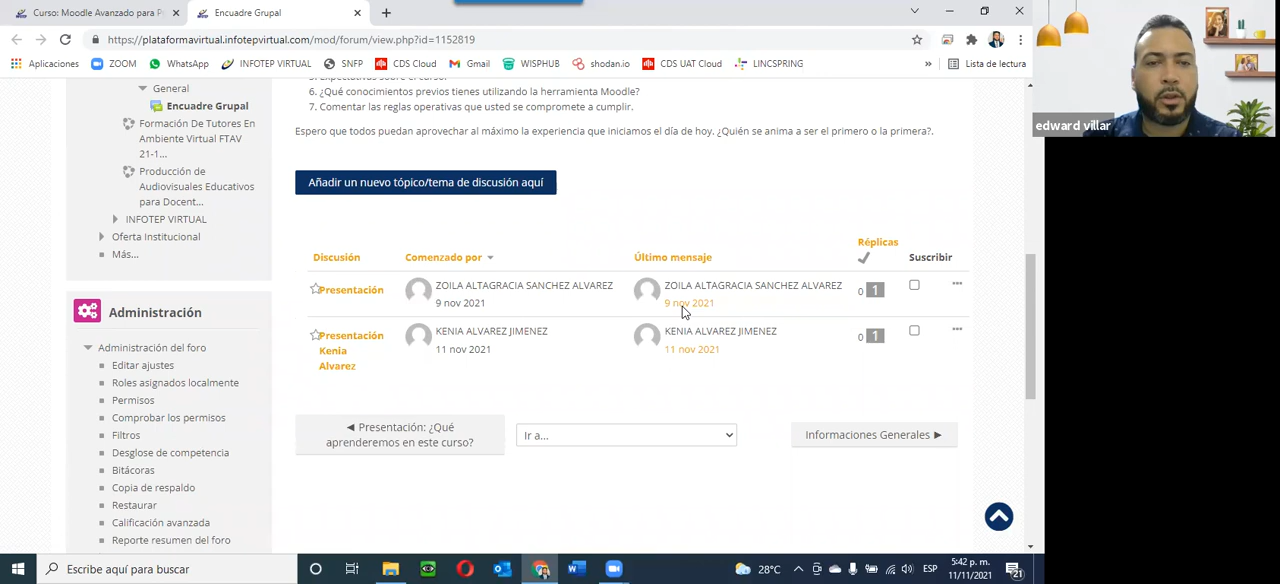 Curso: Moodle Avanzado para P
Encuadre Grupal
https://plataformavirtual.infotepvirtual.com/mod/forum/view.php?id=1152819
Aplicaciones
ZOOM
WhatsApp
INFOTEP VIRTUAL
SNFP
CDS Cloud
Gmail
WISPHUB
shodan.io
CDS UAT Cloud
LINCSPRING
»
Lista de lectura
edward villar
General
Encuadre Grupal
Formación De Tutores En
Ambiente Virtual FTAV
21-1...
Producción de
Audiovisuales Educativos
para Docent...
INFOTEP VIRTUAL
Oferta Institucional
Más...
Administración
Administración del foro
Editar ajustes
Roles asignados localmente
Permisos
Comprobar los permisos
Filtros
Desglose de competencia
Bitácoras
Copia de respaldo
Restaurar
Calificación avanzada
Reporte resumen del foro
6. ¿Qué conocimientos previos tienes utilizando la herramienta Moodle?
7. Comentar las reglas operativas que usted se compromete a cumplir.
Espero que todos puedan aprovechar al máximo la experiencia que iniciamos el día de hoy. ¿Quién se anima a ser el primero o la primera?.
Añadir un nuevo tópico/tema de discusión aquí
Discusión
Comenzado por
Último mensaje
Réplicas
Suscribir
Presentación
ZOILA ALTAGRACIA SANCHEZ ALVAREZ
9 nov 2021
ZOILA ALTAGRACIA SANCHEZ ALVAREZ
9 nov 2021
0 1
Presentación
Kenia
Alvarez
KENIA ALVAREZ JIMENEZ
11 nov 2021
KENIA ALVAREZ JIMENEZ
11 nov 2021
0 1
◄ Presentación: ¿Qué
aprenderemos en este curso?
Ir a...
Informaciones Generales ►
Escribe aquí para buscar
28°C
ESP
5:42 p. m.
11/11/2021
21